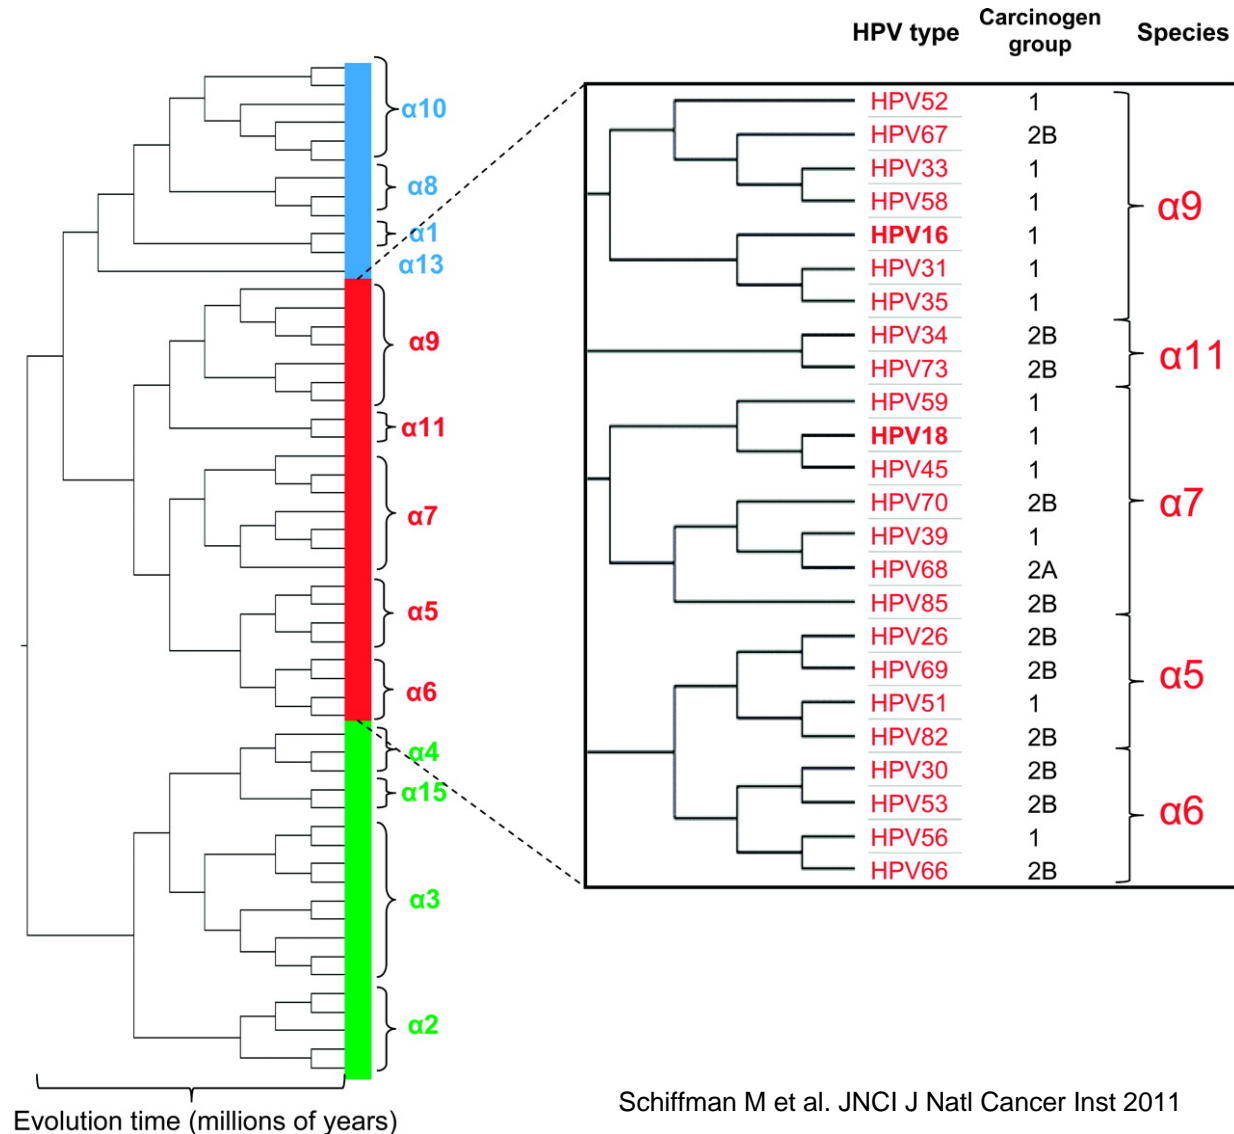 HPV type Carcinogen group Species
α10
α8
α1
α13
α9
α11
α7
α5
α6
α4
α15
α3
α2
Evolution time (millions of years)
HPV52 1
HPV67 2B
HPV33 1
HPV58 1
HPV16 1
HPV31 1
HPV35 1
α9
HPV34 2B
HPV73 2B
α11
HPV59 1
HPV18 1
HPV45 1
HPV70 2B
HPV39 1
HPV68 2A
HPV85 2B
α7
HPV26 2B
HPV69 2B
HPV51 1
HPV82 2B
α5
HPV30 2B
HPV53 2B
HPV56 1
HPV66 2B
α6
Schiffman M et al. JNCI J Natl Cancer Inst 2011